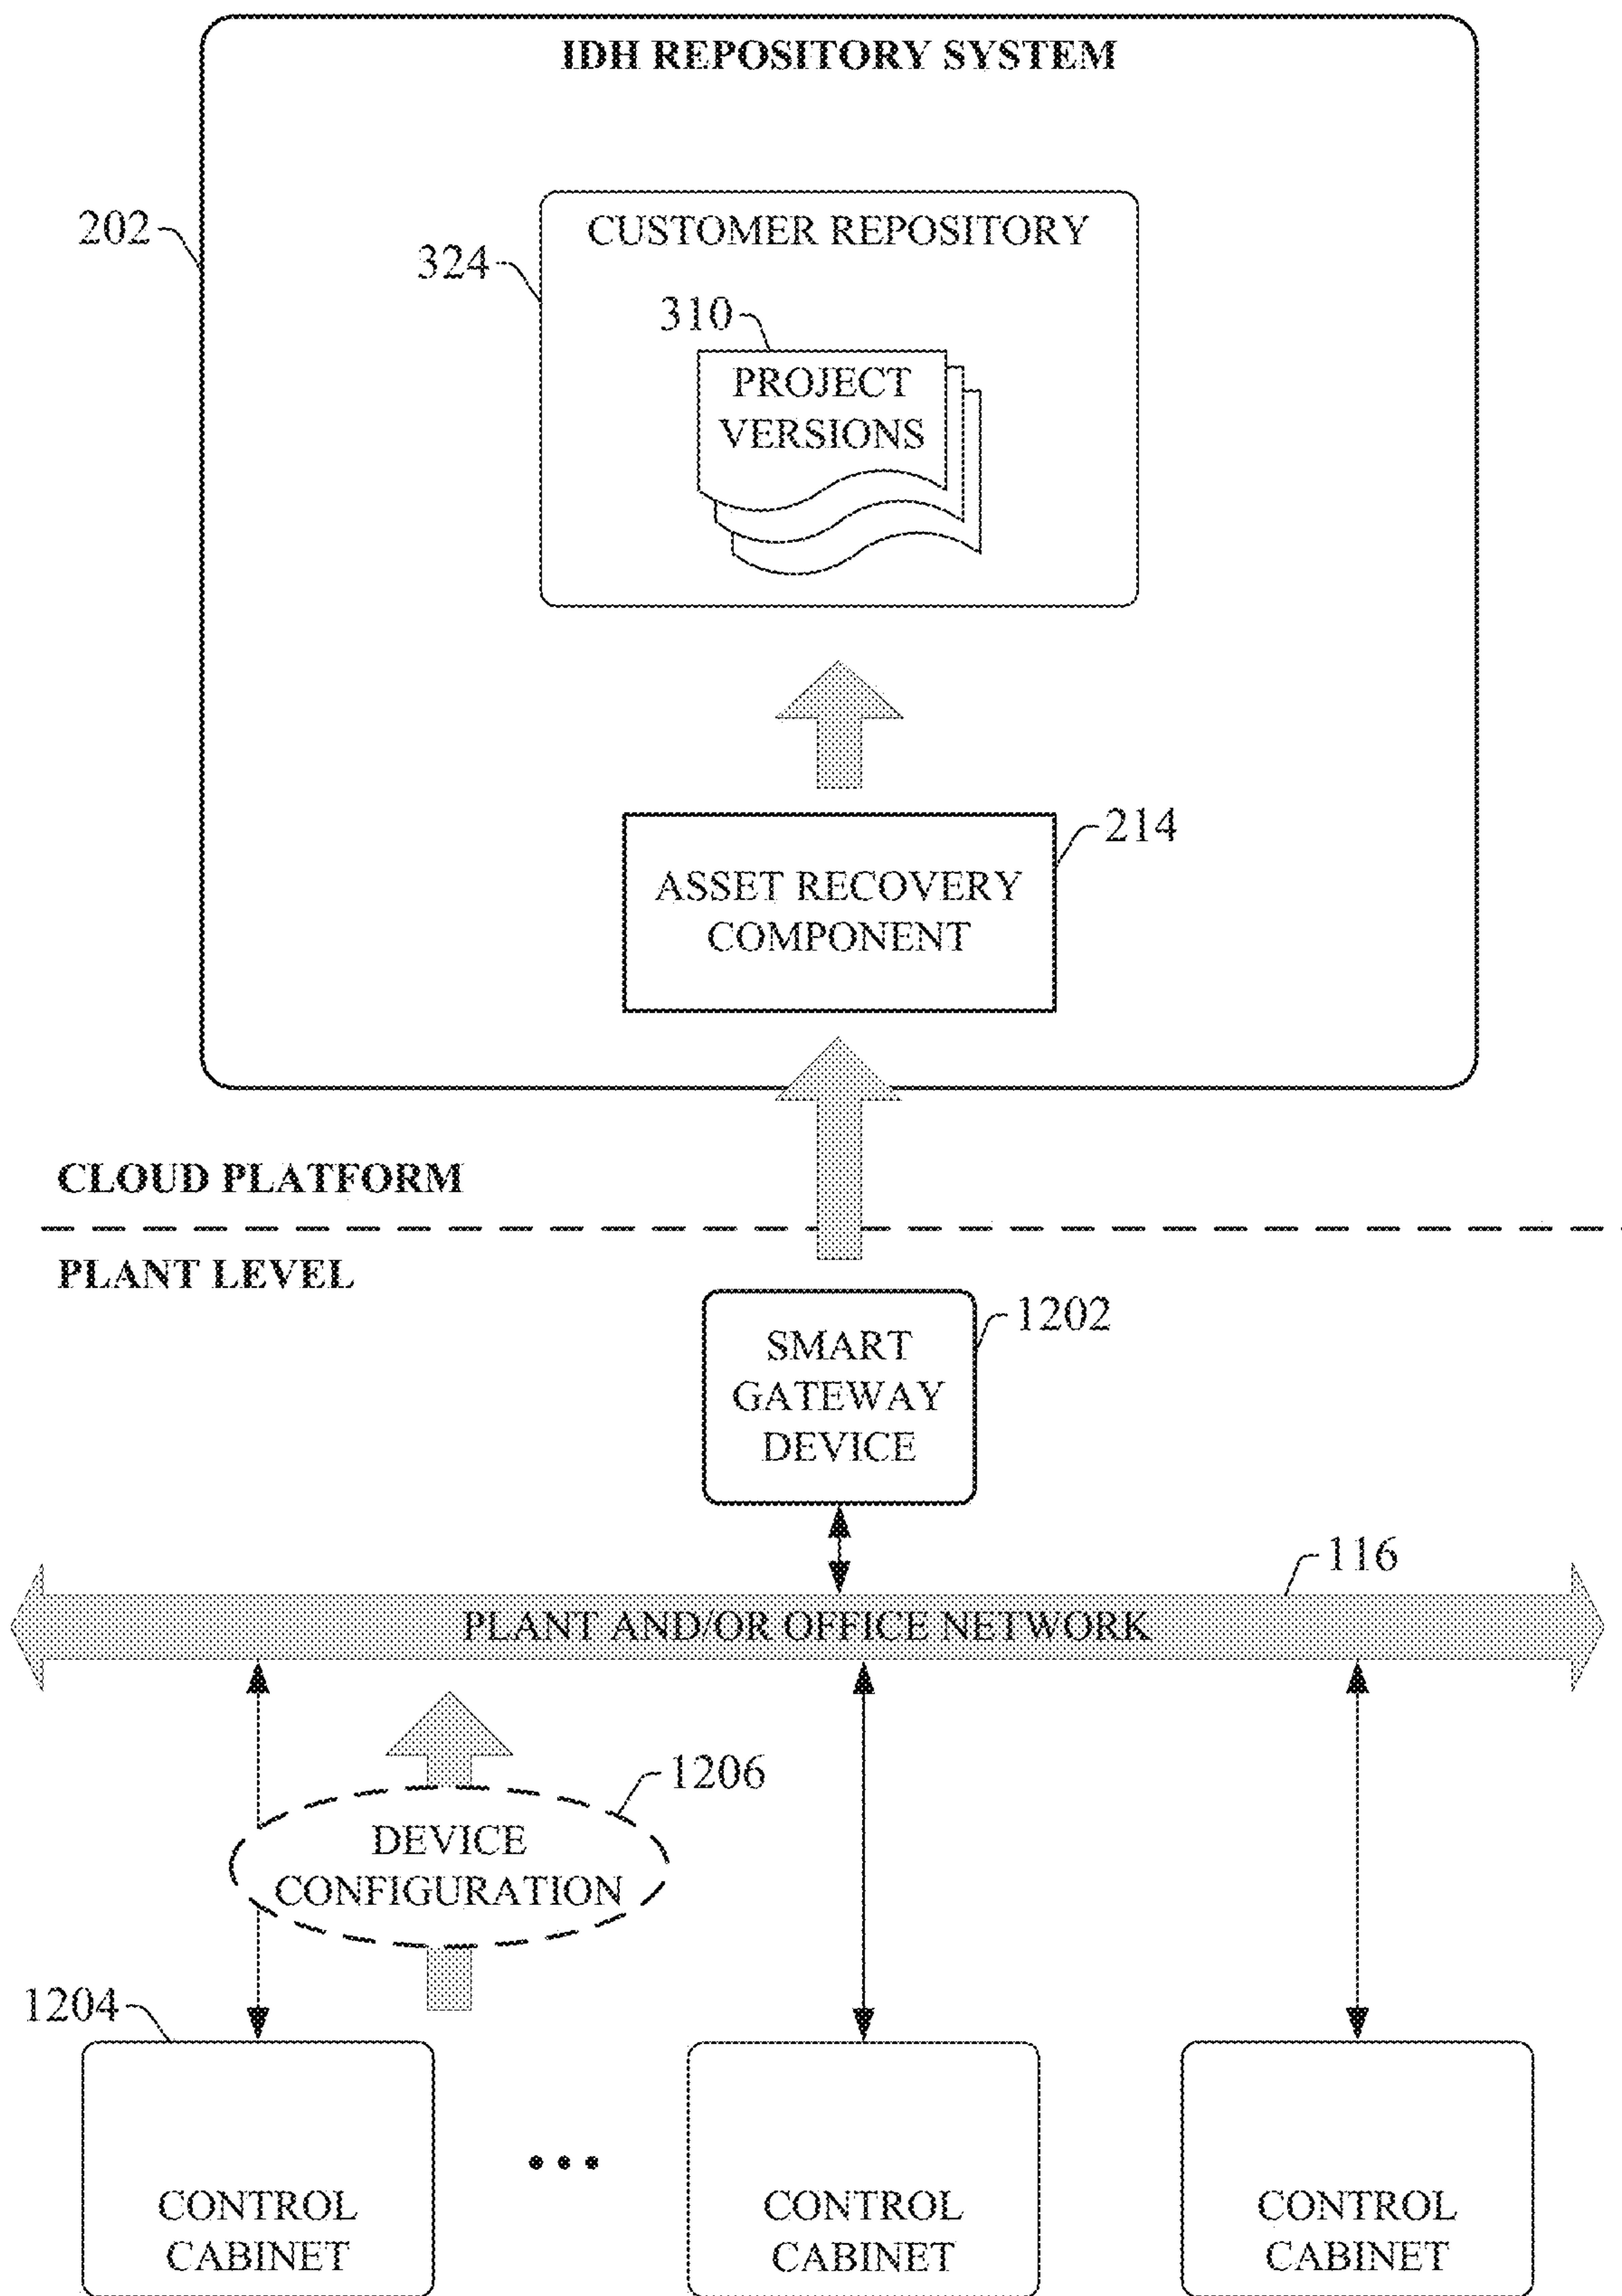 IDH REPOSITORY SYSTEM
202
CUSTOMER REPOSITORY
324
310
PROJECT
VERSIONS
214
ASSET RECOVERY
COMPONENT
CLOUD PLATFORM
PLANT LEVEL
1202
SMART
GATEWAY
DEVICE
116
PLANT AND/OR OFFICE NETWORK
1206
DEVICE
CONFIGURATION
1204
CONTROL
CABINET
...
CONTROL
CABINET
CONTROL
CABINET